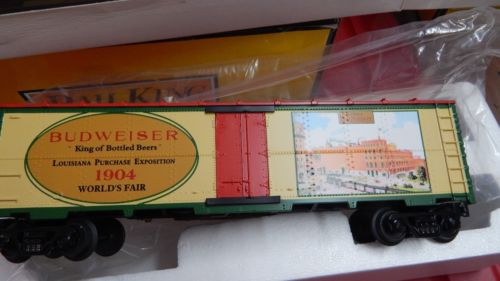 RAIL KING
BUDWEISER
"King of Bottled Beers"
LOUISIANA PURCHASE EXPOSITION
1904
WORLD'S FAIR